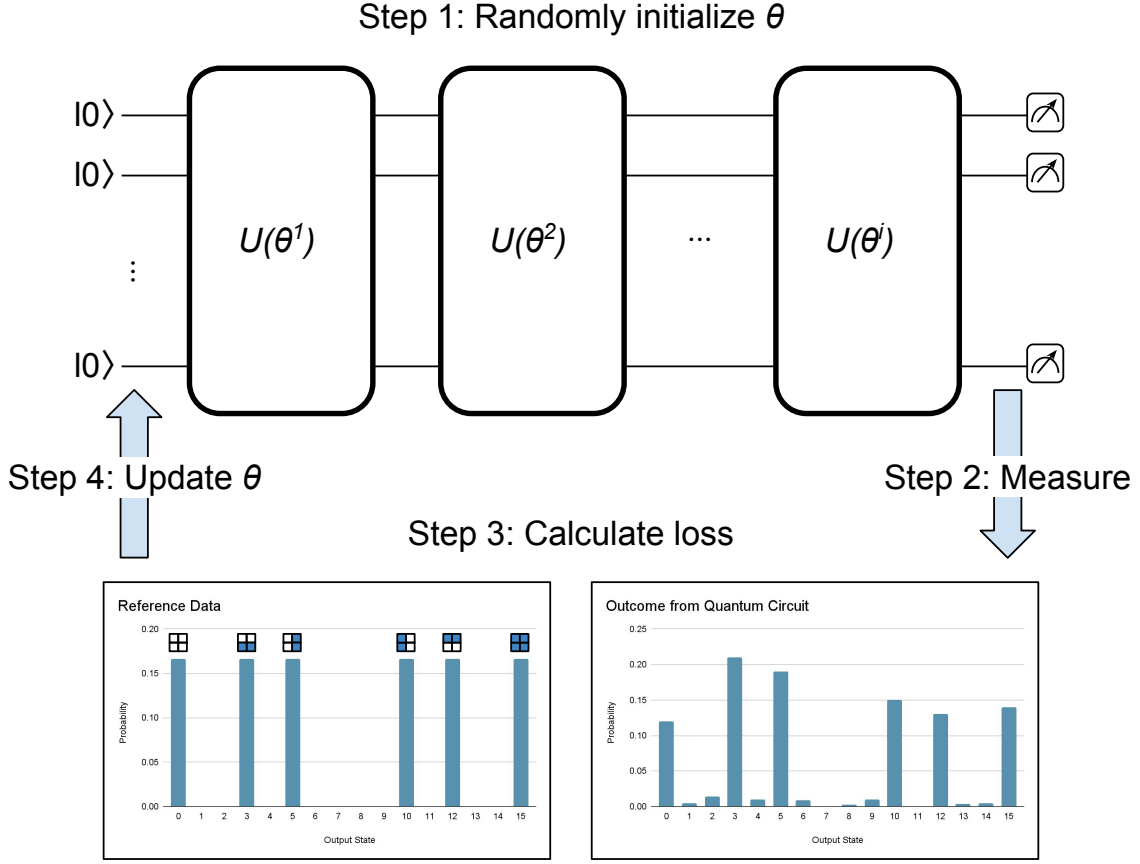 Step 1: Randomly initialize θ
|0⟩
|0⟩
U(θ¹) U(θ²) ... U(θⁱ)
⋮
|0⟩
Step 4: Update θ
Step 2: Measure
Step 3: Calculate loss
Reference Data
0.20
0.15
0.10
0.05
0.00
Probability
0 1 2 3 4 5 6 7 8 9 10 11 12 13 14 15
Output State
Outcome from Quantum Circuit
0.25
0.20
0.15
0.10
0.05
0.00
Probability
0 1 2 3 4 5 6 7 8 9 10 11 12 13 14 15
Output State